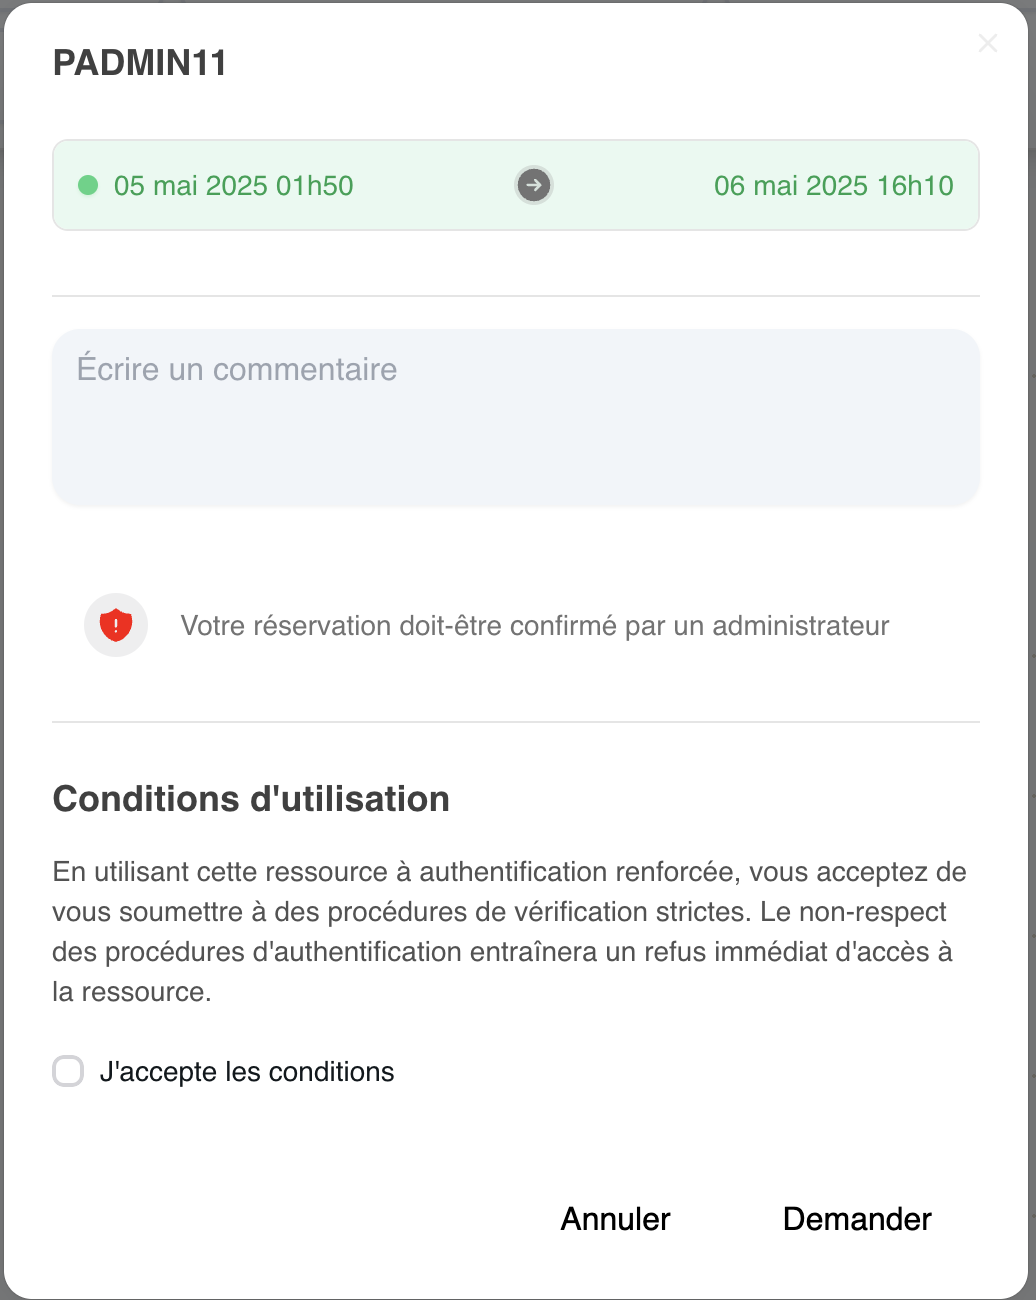 PADMIN11
05 mai 2025 01h50
06 mai 2025 16h10
Écrire un commentaire
Votre réservation doit-être confirmé par un administrateur
Conditions d'utilisation
En utilisant cette ressource à authentification renforcée, vous acceptez de
vous soumettre à des procédures de vérification strictes. Le non-respect
des procédures d'authentification entraînera un refus immédiat d'accès à
la ressource.
J'accepte les conditions
Annuler
Demander